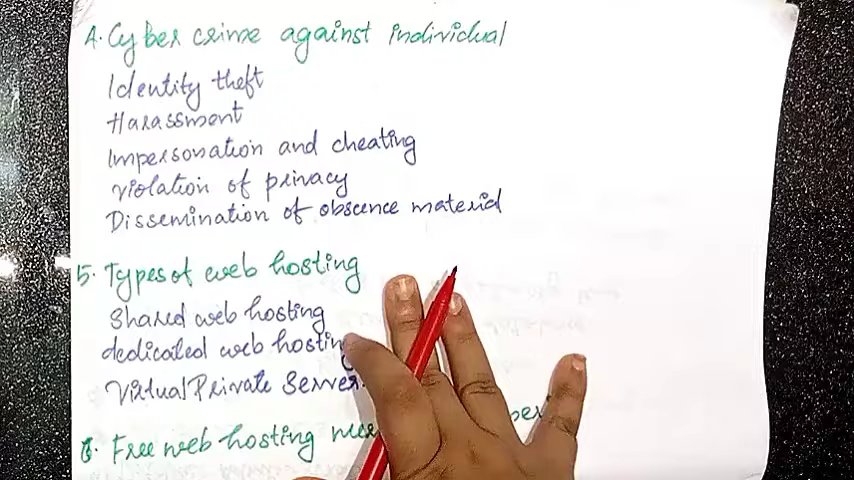 4. Cyber crime against individual
Identity theft
Harassment
Impersonation and cheating
Violation of privacy
Dissemination of obscence material
5. Types of web hosting
Shared web hosting
dedicated web hosting
Virtual Private Server
6. Free web hosting